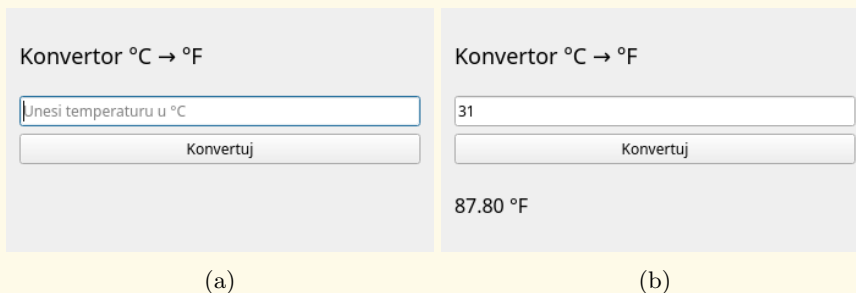 Konvertor °C → °F
Unesi temperaturu u °C
Konvertuj
(a)
Konvertor °C → °F
31
Konvertuj
87.80 °F
(b)